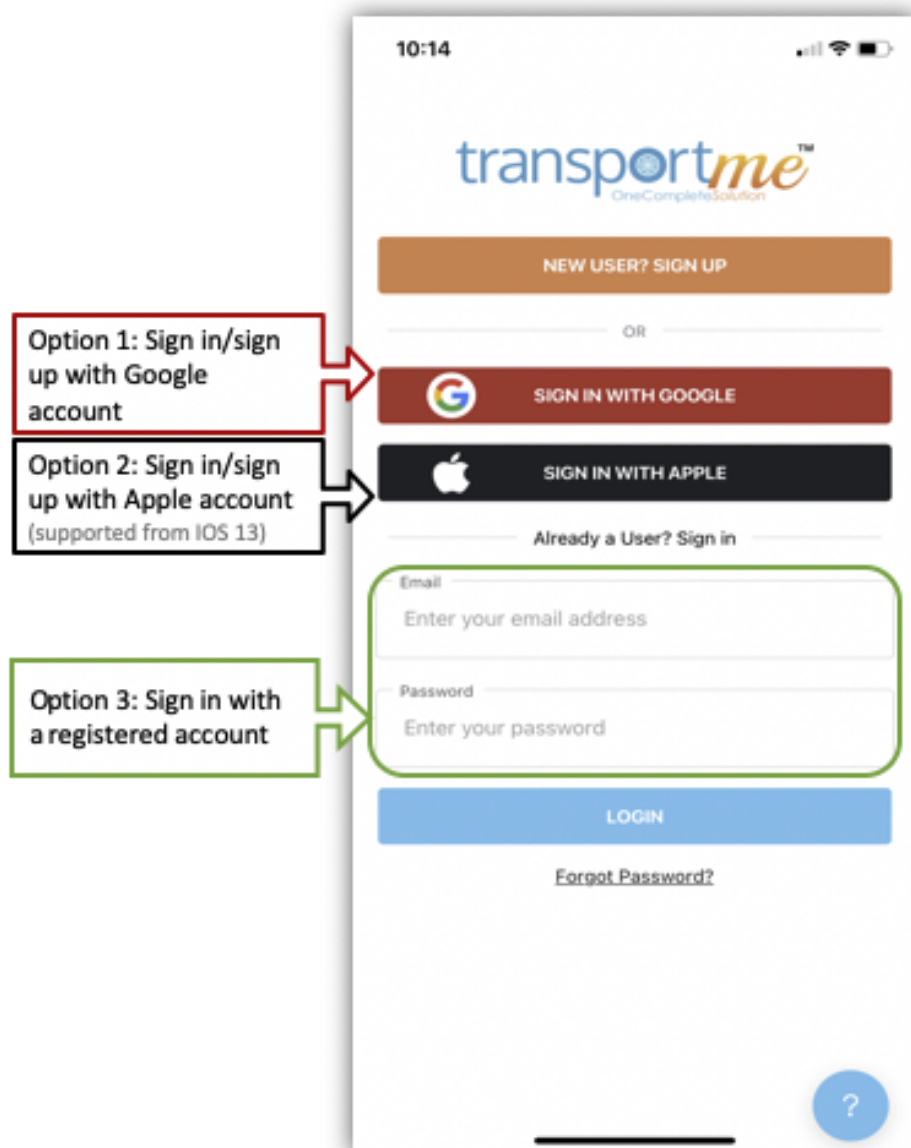 10:14
transportme™
OneCompleteSolution
NEW USER? SIGN UP
OR
Option 1: Sign in/sign
up with Google
account
SIGN IN WITH GOOGLE
Option 2: Sign in/sign
up with Apple account
(supported from IOS 13)
SIGN IN WITH APPLE
Already a User? Sign in
Email
Enter your email address
Option 3: Sign in with
a registered account
Password
Enter your password
LOGIN
Forgot Password?
?